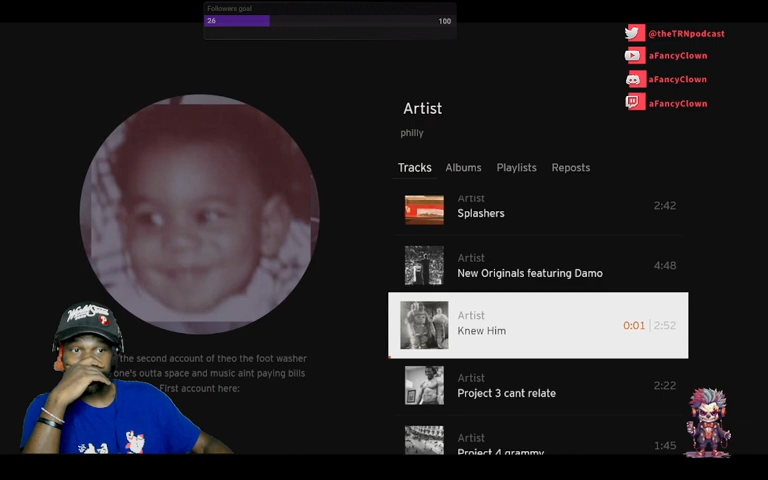 Followers goal
26
100
@theTRNpodcast
aFancyClown
aFancyClown
aFancyClown
Artist
philly
Tracks
Albums
Playlists
Reposts
Artist
Splashers
2:42
Artist
New Originals featuring Damo
4:48
Artist
Knew Him
0:01 | 2:52
Artist
Project 3 cant relate
2:22
Artist
Project 4 grammy
1:45
the second account of theo the foot washer
one's outta space and music aint paying bills
First account here: